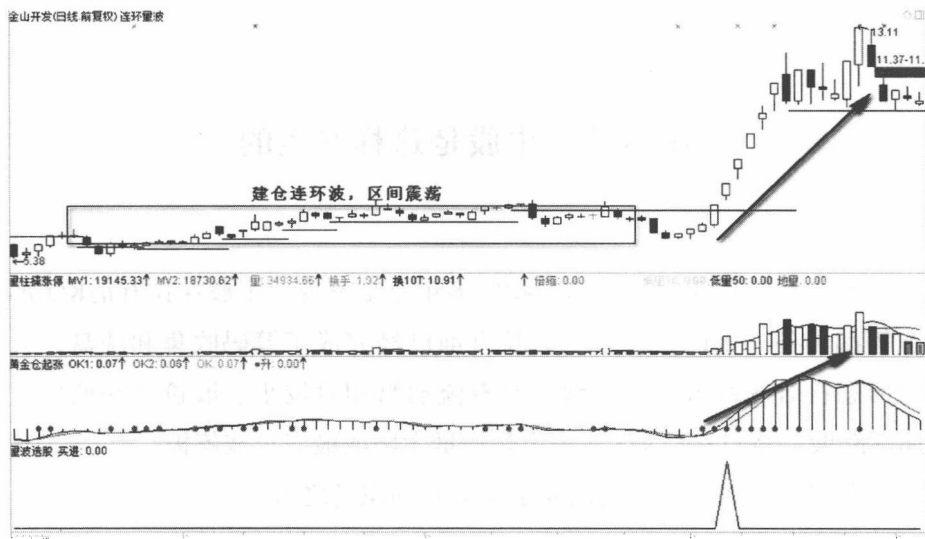 金山开发(日线.前复权) 连环量波
13.11
11.37-11.
建仓连环波，区间震荡
←5.38
量柱擒涨停 MV1: 19145.33↑ MV2: 18730.62↑ 量: 34934.66↑ 换手: 1.92↑ 换10T: 10.91↑ 倍缩: 0.00 低量50: 0.00 地量: 0.00
黄金仓起涨 OK1: 0.07↑ OK2: 0.06↑ OK: 0.07↑ *升: 0.00↑
量波选股 买进: 0.00